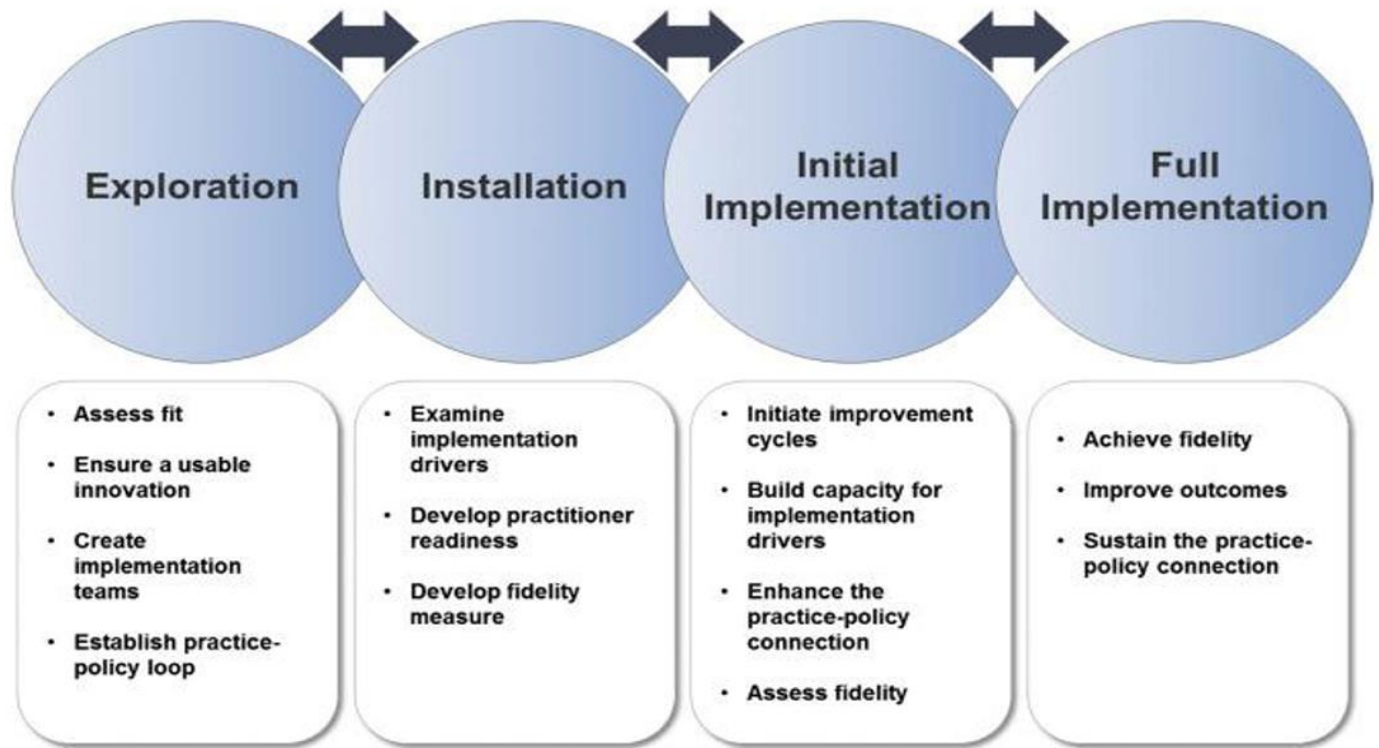 Exploration
Installation
Initial
Implementation
Full
Implementation
• Assess fit
• Ensure a usable
innovation
• Create
implementation
teams
• Establish practice-
policy loop
• Examine
implementation
drivers
• Develop practitioner
readiness
• Develop fidelity
measure
• Initiate improvement
cycles
• Build capacity for
implementation
drivers
• Enhance the
practice-policy
connection
• Assess fidelity
• Achieve fidelity
• Improve outcomes
• Sustain the practice-
policy connection